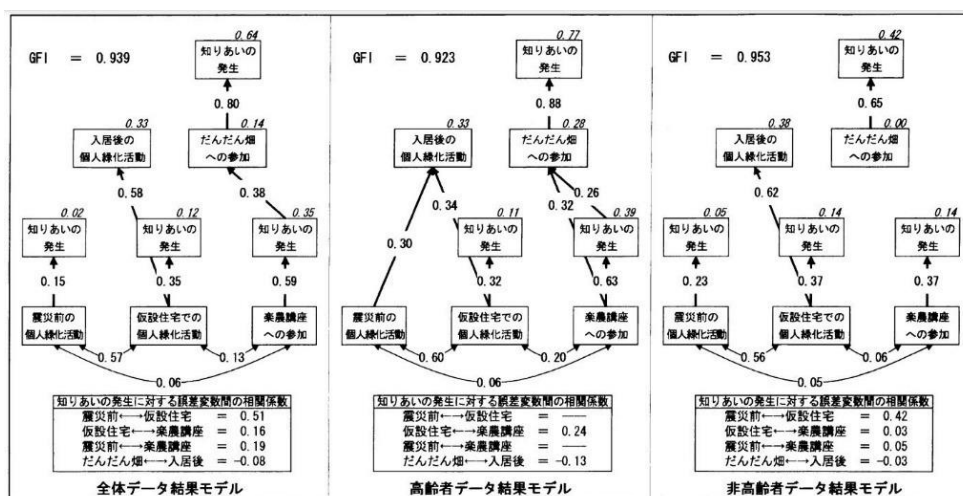 GFI = 0.939
0.64
知りあいの
発生
0.80
0.33
入居後の
個人緑化活動
0.14
だんだん畑
への参加
0.58
0.38
0.02
知りあいの
発生
0.12
知りあいの
発生
0.35
知りあいの
発生
0.15
0.35
0.59
震災前の
個人緑化活動
仮設住宅での
個人緑化活動
楽農講座
への参加
0.57
0.13
0.06
知りあいの発生に対する誤差変数間の相関係数
震災前←→仮設住宅 = 0.51
仮設住宅←→楽農講座 = 0.16
震災前←→楽農講座 = 0.19
だんだん畑←→入居後 = -0.08
全体データ結果モデル
GFI = 0.923
0.77
知りあいの
発生
0.88
0.33
入居後の
個人緑化活動
0.28
だんだん畑
への参加
0.26
0.34
0.32
0.30
0.11
知りあいの
発生
0.39
知りあいの
発生
0.32
0.63
震災前の
個人緑化活動
仮設住宅での
個人緑化活動
楽農講座
への参加
0.60
0.20
0.06
知りあいの発生に対する誤差変数間の相関係数
震災前←→仮設住宅 = ——
仮設住宅←→楽農講座 = 0.24
震災前←→楽農講座 = ——
だんだん畑←→入居後 = -0.13
高齢者データ結果モデル
GFI = 0.953
0.42
知りあいの
発生
0.65
0.38
入居後の
個人緑化活動
0.00
だんだん畑
への参加
0.62
0.05
知りあいの
発生
0.14
知りあいの
発生
0.14
知りあいの
発生
0.23
0.37
0.37
震災前の
個人緑化活動
仮設住宅での
個人緑化活動
楽農講座
への参加
0.56
0.06
0.05
知りあいの発生に対する誤差変数間の相関係数
震災前←→仮設住宅 = 0.42
仮設住宅←→楽農講座 = 0.03
震災前←→楽農講座 = 0.05
だんだん畑←→入居後 = -0.03
非高齢者データ結果モデル